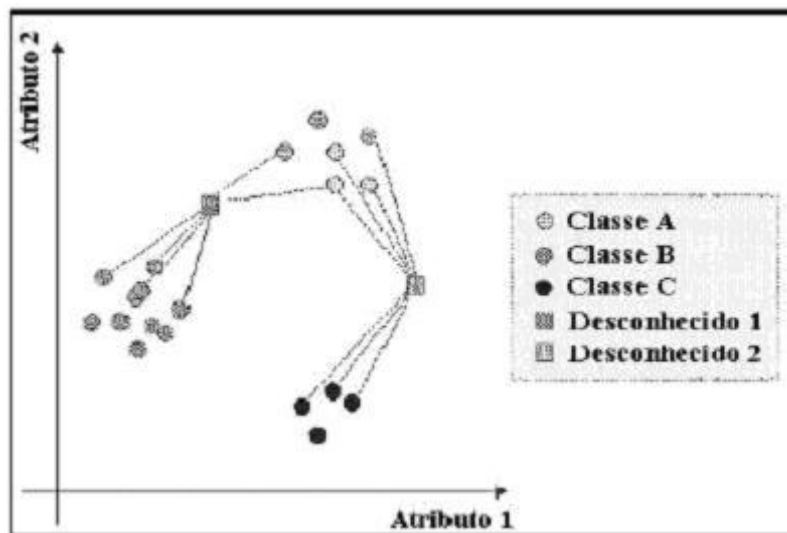 Atributo 2
Classe A
Classe B
Classe C
Desconhecido 1
Desconhecido 2
Atributo 1